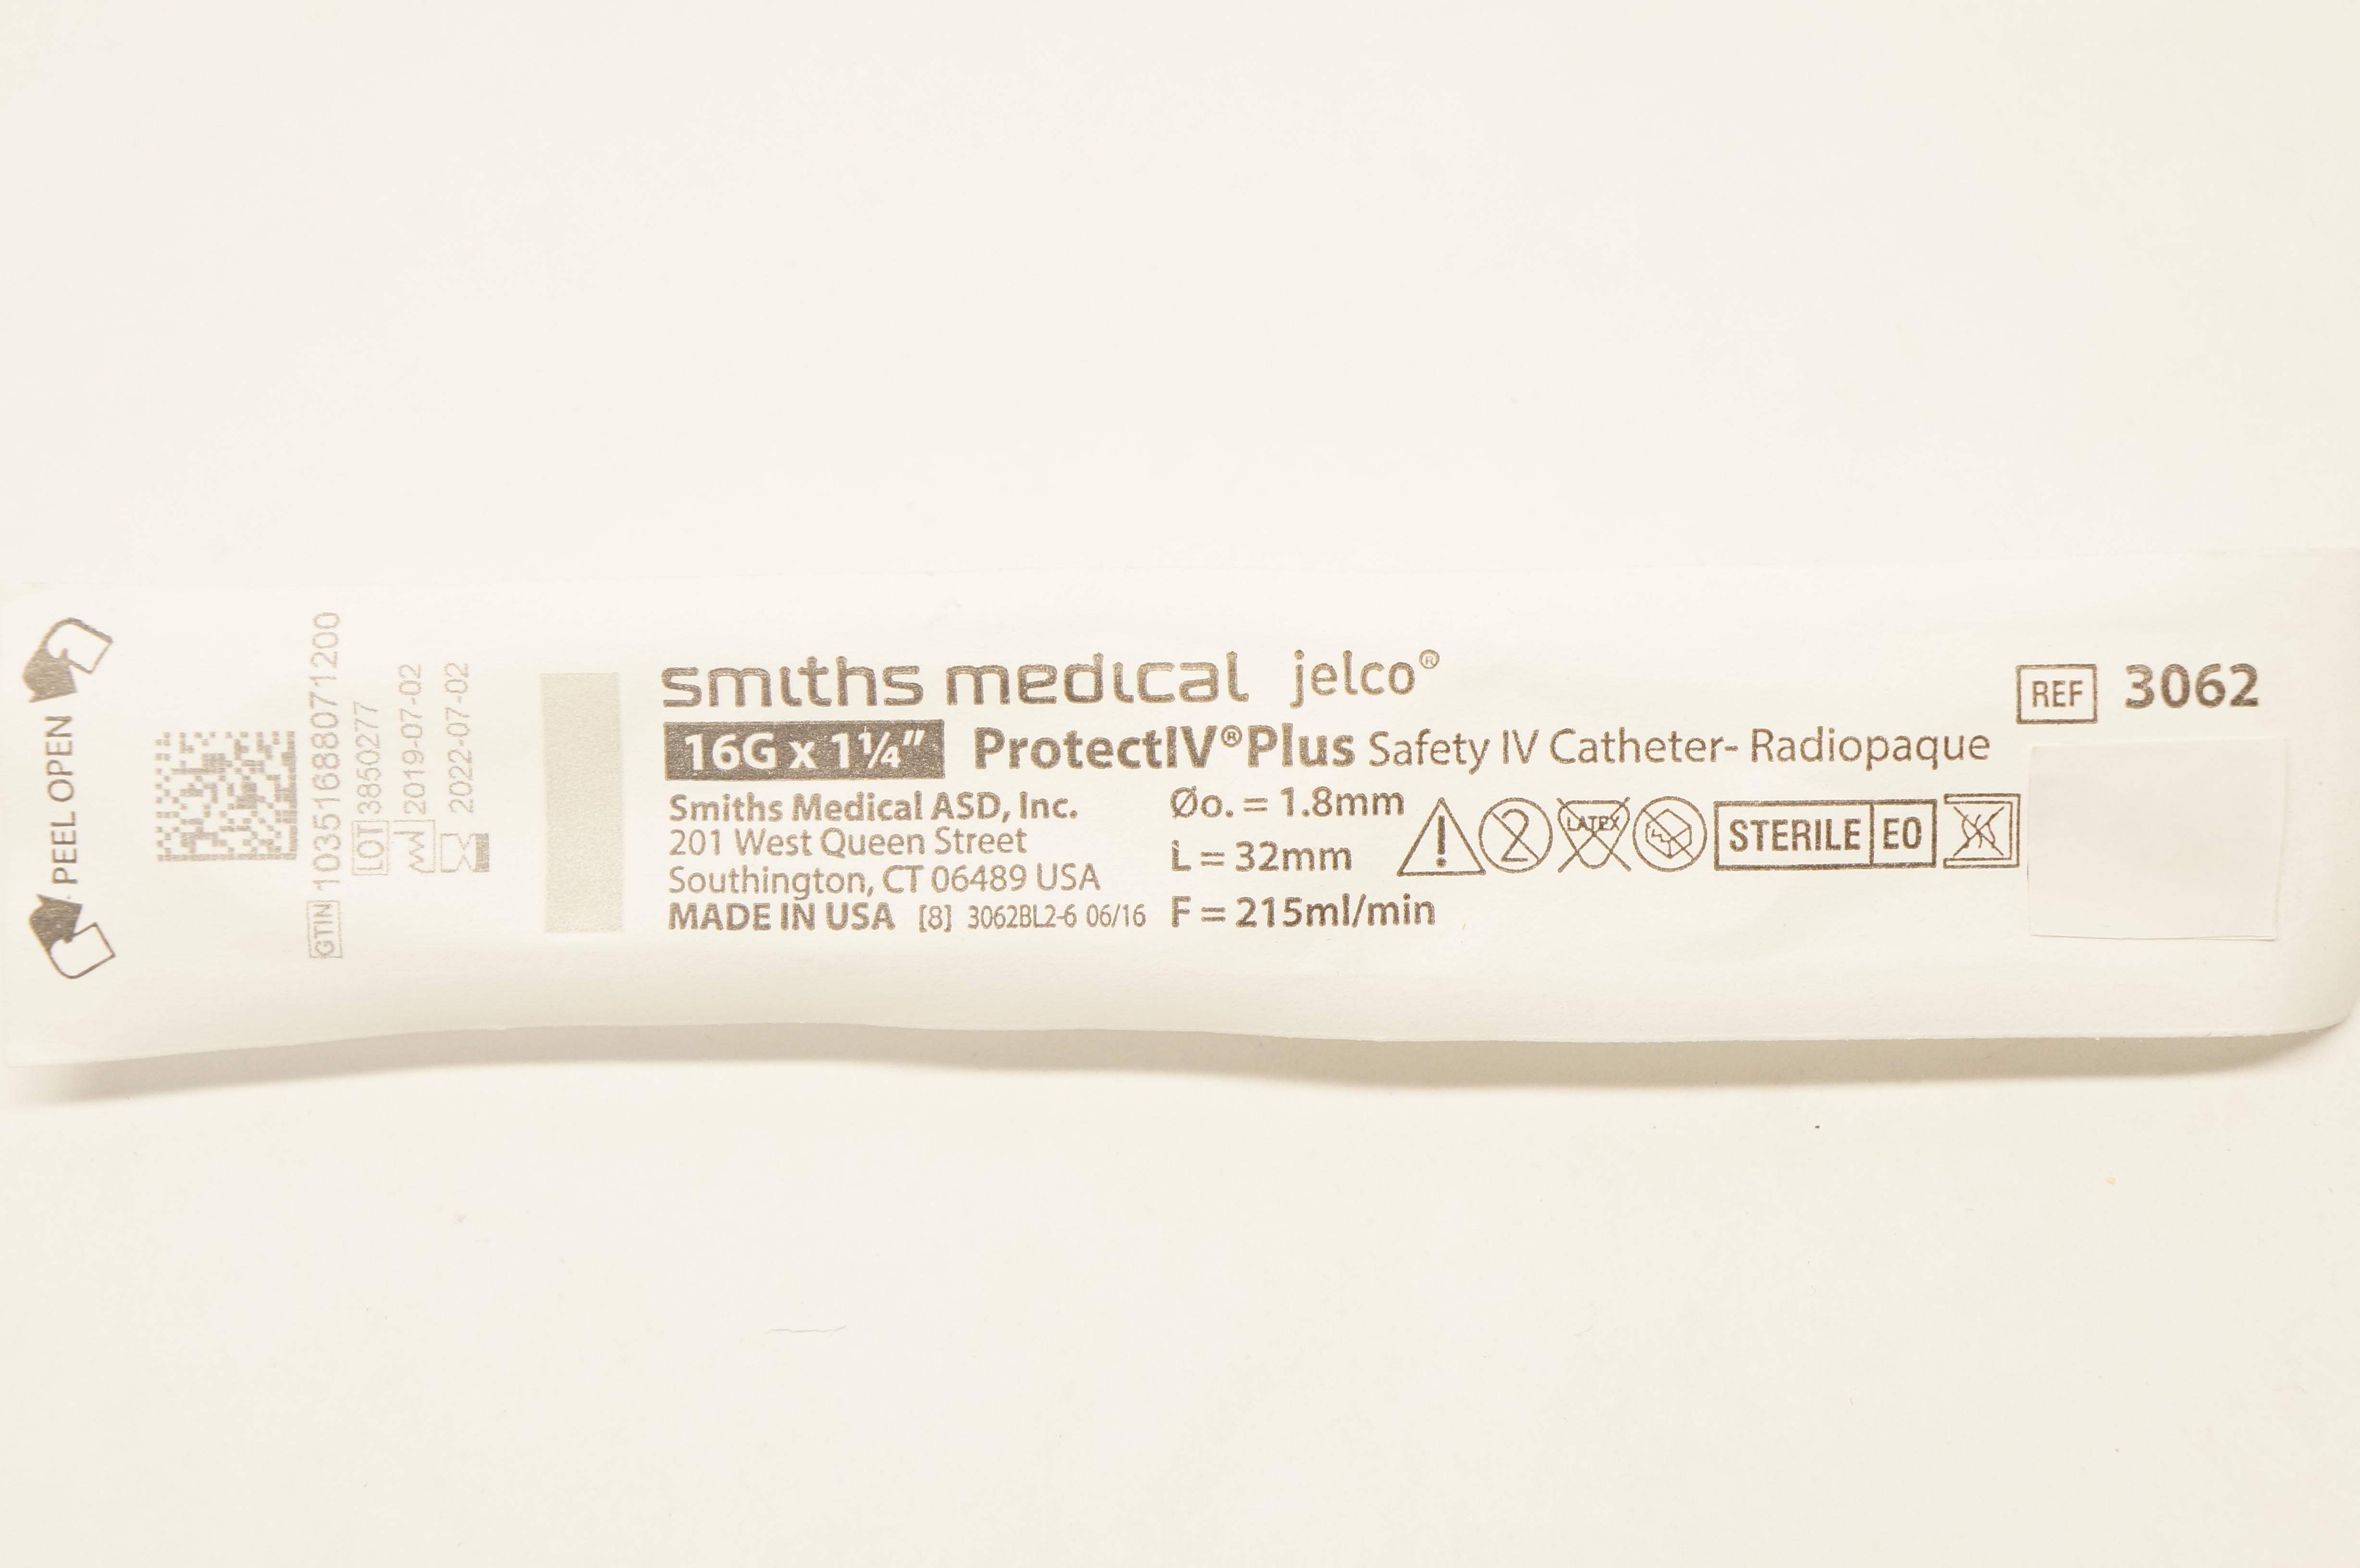 PEEL OPEN
GTIN 10351688071200
LOT 3850277
2019-07-02
2022-07-02
smiths medical jelco®
REF 3062
16G x 1¼" ProtectIV®Plus Safety IV Catheter- Radiopaque
Smiths Medical ASD, Inc.
201 West Queen Street
Southington, CT 06489 USA
MADE IN USA [8] 3062BL2-6 06/16
Øo. = 1.8mm
L = 32mm
F = 215ml/min
2
LATEX
STERILE EO